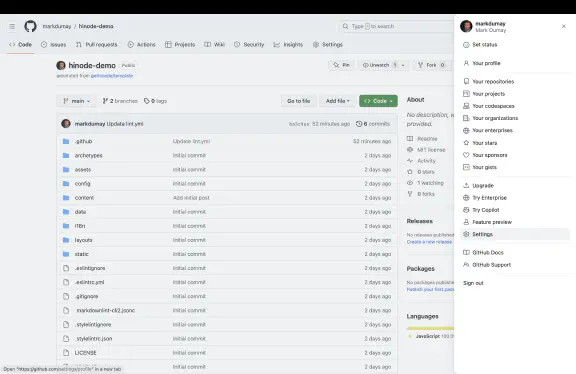 markdumay / hinode-demo
Type / to search
markdumay
Mark Dumay
Code
Issues
Pull requests
Actions
Projects
Wiki
Security
Insights
Settings
Set status
Your profile
hinode-demo Public
Pin
Unwatch 1
Fork 0
generated from
main
2 branches
0 tags
Go to file
Add file
Code
About
No description, w
provided.
markdumay Update lint.yml
52 minutes ago
6 commits
.github
Update lint.yml
52 minutes ago
archetypes
Initial commit
2 days ago
assets
Initial commit
2 days ago
config
Initial commit
2 days ago
content
Add initial post
2 days ago
data
Initial commit
2 days ago
i18n
Initial commit
2 days ago
layouts
Initial commit
2 days ago
static
Initial commit
2 days ago
.eslintignore
Initial commit
2 days ago
.eslintrc.yml
Initial commit
2 days ago
.gitignore
Initial commit
2 days ago
.markdownlint-cli2.jsonc
Initial commit
2 days ago
.stylelintignore
Initial commit
2 days ago
.stylelintrc.json
Initial commit
2 days ago
LICENSE
Initial commit
2 days ago
Readme
MIT license
Activity
0 stars
1 watching
0 forks
Releases
No releases published
Create a new release
Packages
No packages published
Publish your first pac
Languages
JavaScript
Your repositories
Your projects
Your codespaces
Your organizations
Your enterprises
Your stars
Your sponsors
Your gists
Upgrade
Try Enterprise
Try Copilot
Feature preview
Settings
GitHub Docs
GitHub Support
Sign out
Open "https://github.com/settings/profile" in a new tab